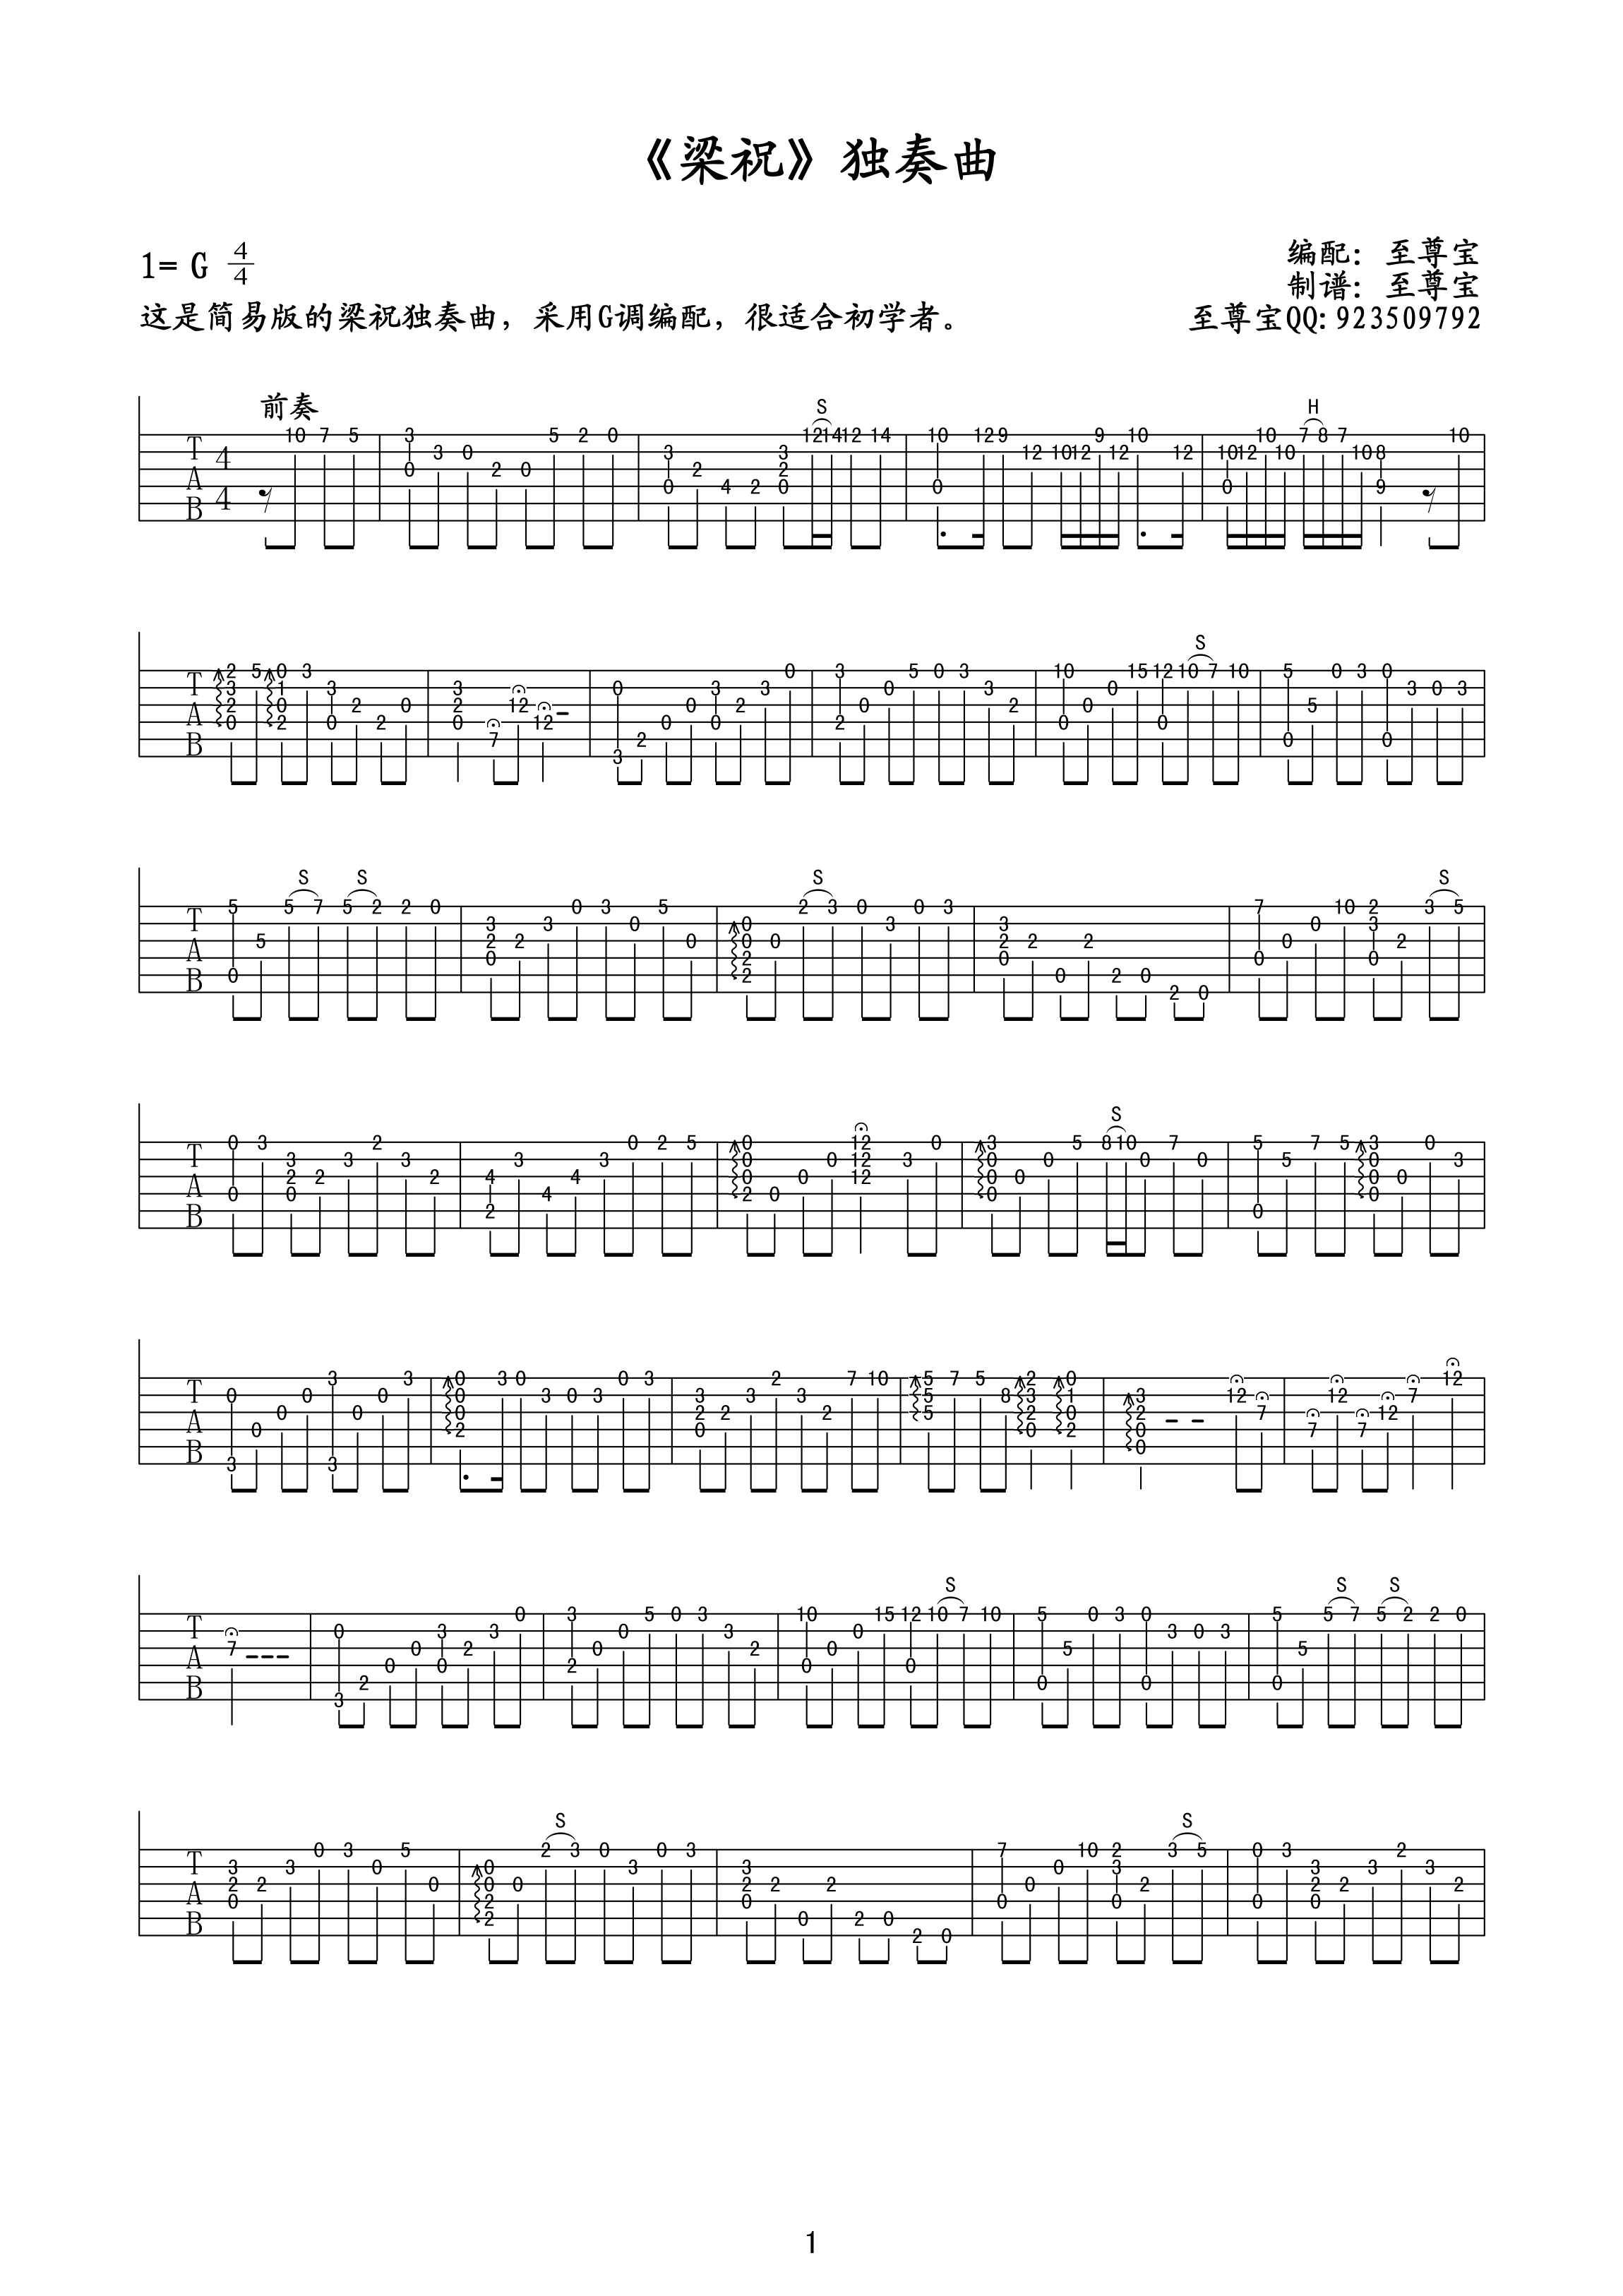 《梁祝》独奏曲
1= G 4/4
编配：至尊宝
制谱：至尊宝
这是简易版的梁祝独奏曲，采用G调编配，很适合初学者。
至尊宝QQ:923509792
前奏
1